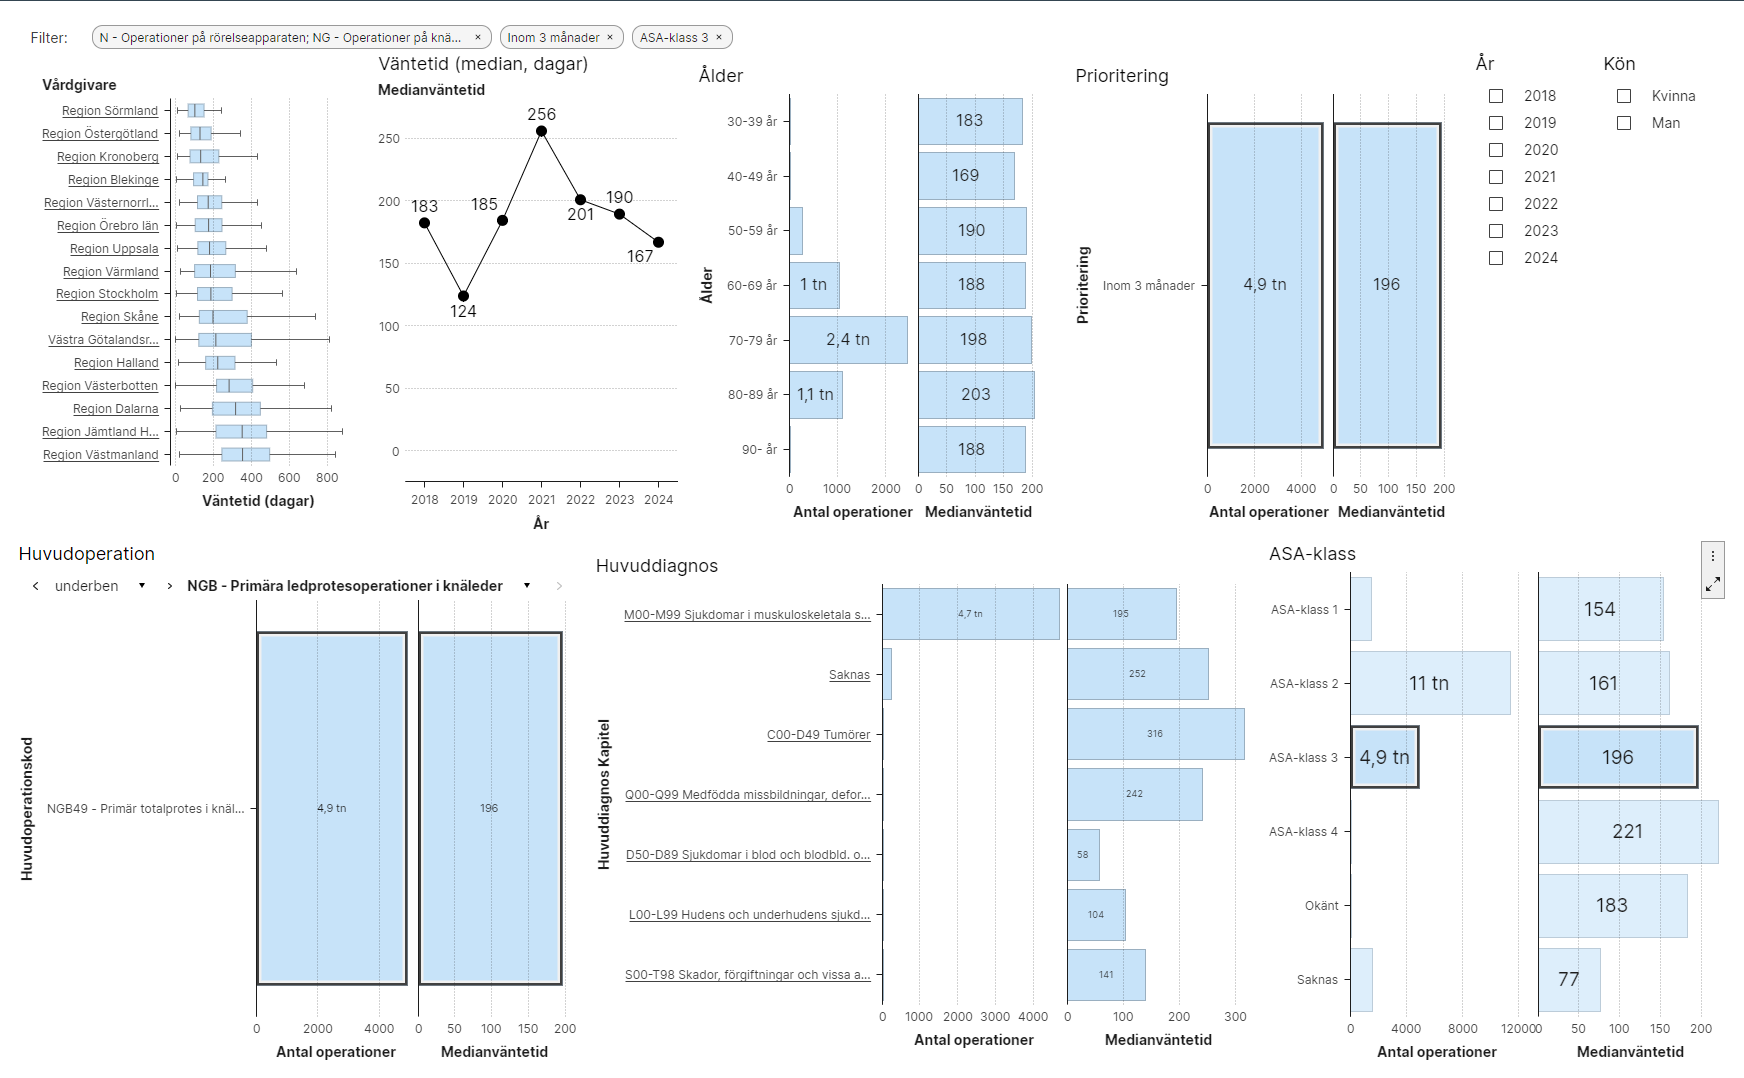 Filter:
N - Operationer på rörelseapparaten; NG - Operationer på knä... ×
Inom 3 månader ×
ASA-klass 3 ×
Vårdgivare
Region Sörmland
Region Östergötland
Region Kronoberg
Region Blekinge
Region Västernorrl...
Region Örebro län
Region Uppsala
Region Värmland
Region Stockholm
Region Skåne
Västra Götalandsr...
Region Halland
Region Västerbotten
Region Dalarna
Region Jämtland H...
Region Västmanland
0 200 400 600 800
Väntetid (dagar)
Väntetid (median, dagar)
Medianväntetid
250
200
150
100
50
0
183
124
185
256
201
190
167
2018 2019 2020 2021 2022 2023 2024
År
Ålder
Ålder
30-39 år 183
40-49 år 169
50-59 år 190
60-69 år 1 tn 188
70-79 år 2,4 tn 198
80-89 år 1,1 tn 203
90- år 188
0 1000 2000 0 50 100 150 200
Antal operationer Medianväntetid
Prioritering
Prioritering
Inom 3 månader 4,9 tn 196
0 2000 4000 0 50 100 150 200
Antal operationer Medianväntetid
År
2018
2019
2020
2021
2022
2023
2024
Kön
Kvinna
Man
Huvudoperation
< underben ▼ > NGB - Primära ledprotesoperationer i knäleder ▼ >
Huvudoperationskod
NGB49 - Primär totalprotes i knäl... 4,9 tn 196
0 2000 4000 0 50 100 150 200
Antal operationer Medianväntetid
Huvuddiagnos
Huvuddiagnos Kapitel
M00-M99 Sjukdomar i muskuloskeletala s... 4,7 tn 195
Saknas 252
C00-D49 Tumörer 316
Q00-Q99 Medfödda missbildningar, defor... 242
D50-D89 Sjukdomar i blod och blodbld. o... 58
L00-L99 Hudens och underhudens sjukd... 104
S00-T98 Skador, förgiftningar och vissa a... 141
0 1000 2000 3000 4000 0 100 200 300
Antal operationer Medianväntetid
ASA-klass
ASA-klass 1 154
ASA-klass 2 11 tn 161
ASA-klass 3 4,9 tn 196
ASA-klass 4 221
Okänt 183
Saknas 77
0 4000 8000 12000 0 50 100 150 200
Antal operationer Medianväntetid